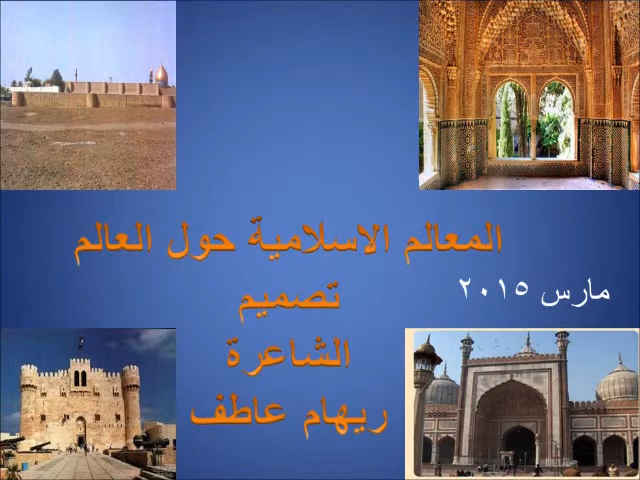 المعالم الاسلامية حول العالم
مارس ٢٠١٥
تصميم
الشاعرة
ريهام عاطف